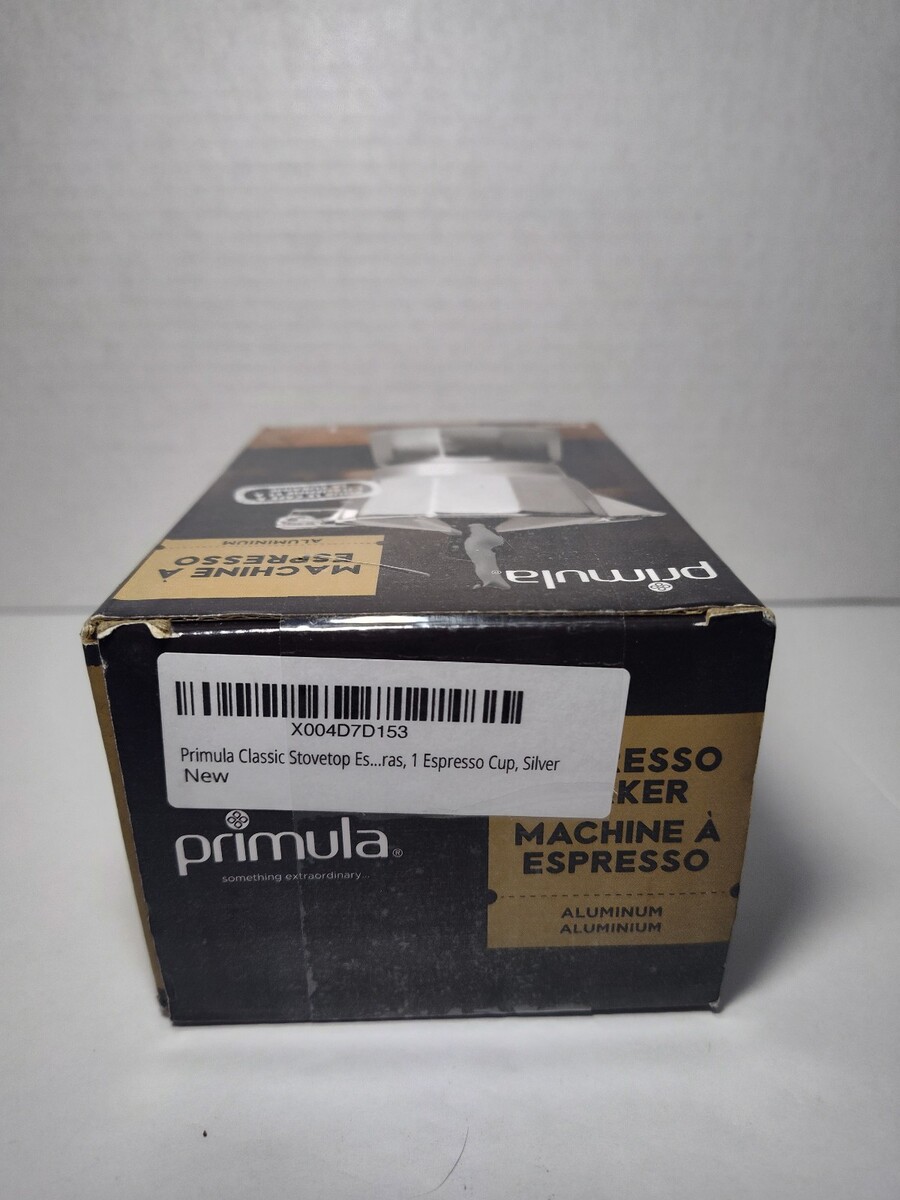 MACHINE À
ESPRESSO
ALUMINIUM
primula®
X004D7D153
Primula Classic Stovetop Es...ras, 1 Espresso Cup, Silver
New
primula®
something extraordinary...
ESSO
KER
MACHINE À
ESPRESSO
ALUMINUM
ALUMINIUM